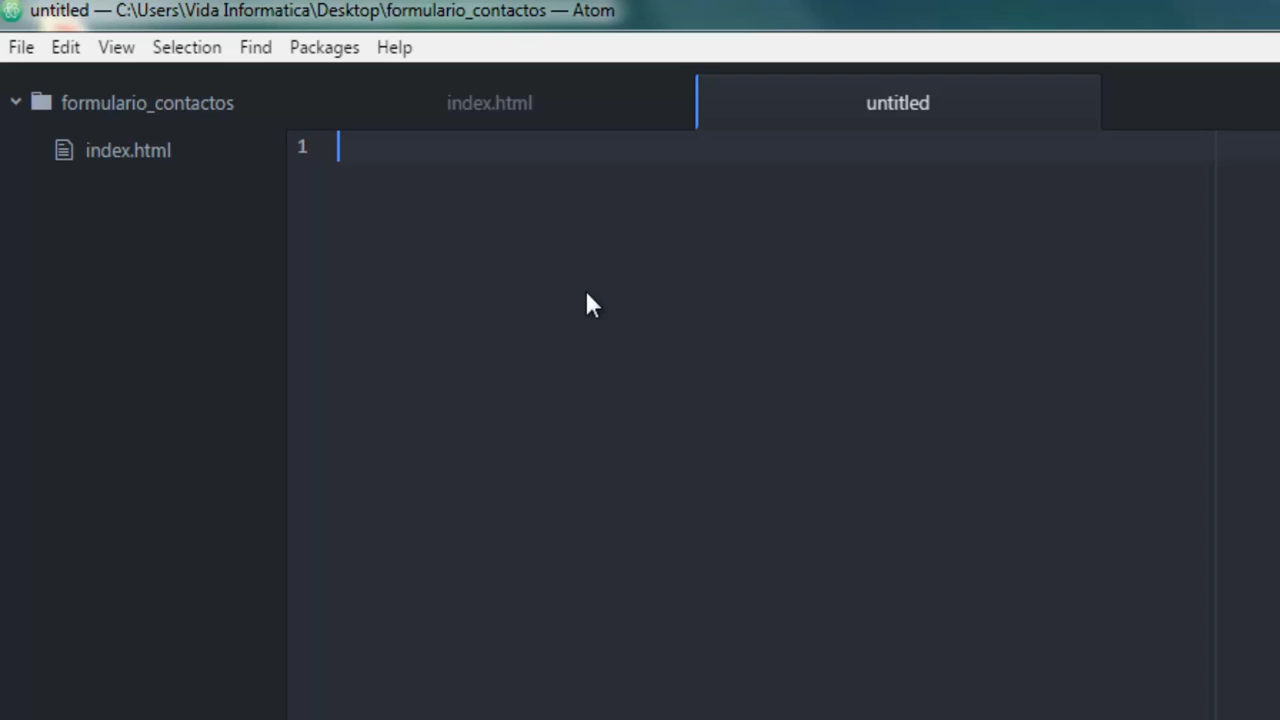 untitled — C:\Users\Vida Informatica\Desktop\formulario_contactos — Atom
File Edit View Selection Find Packages Help
formulario_contactos index.html untitled
index.html 1